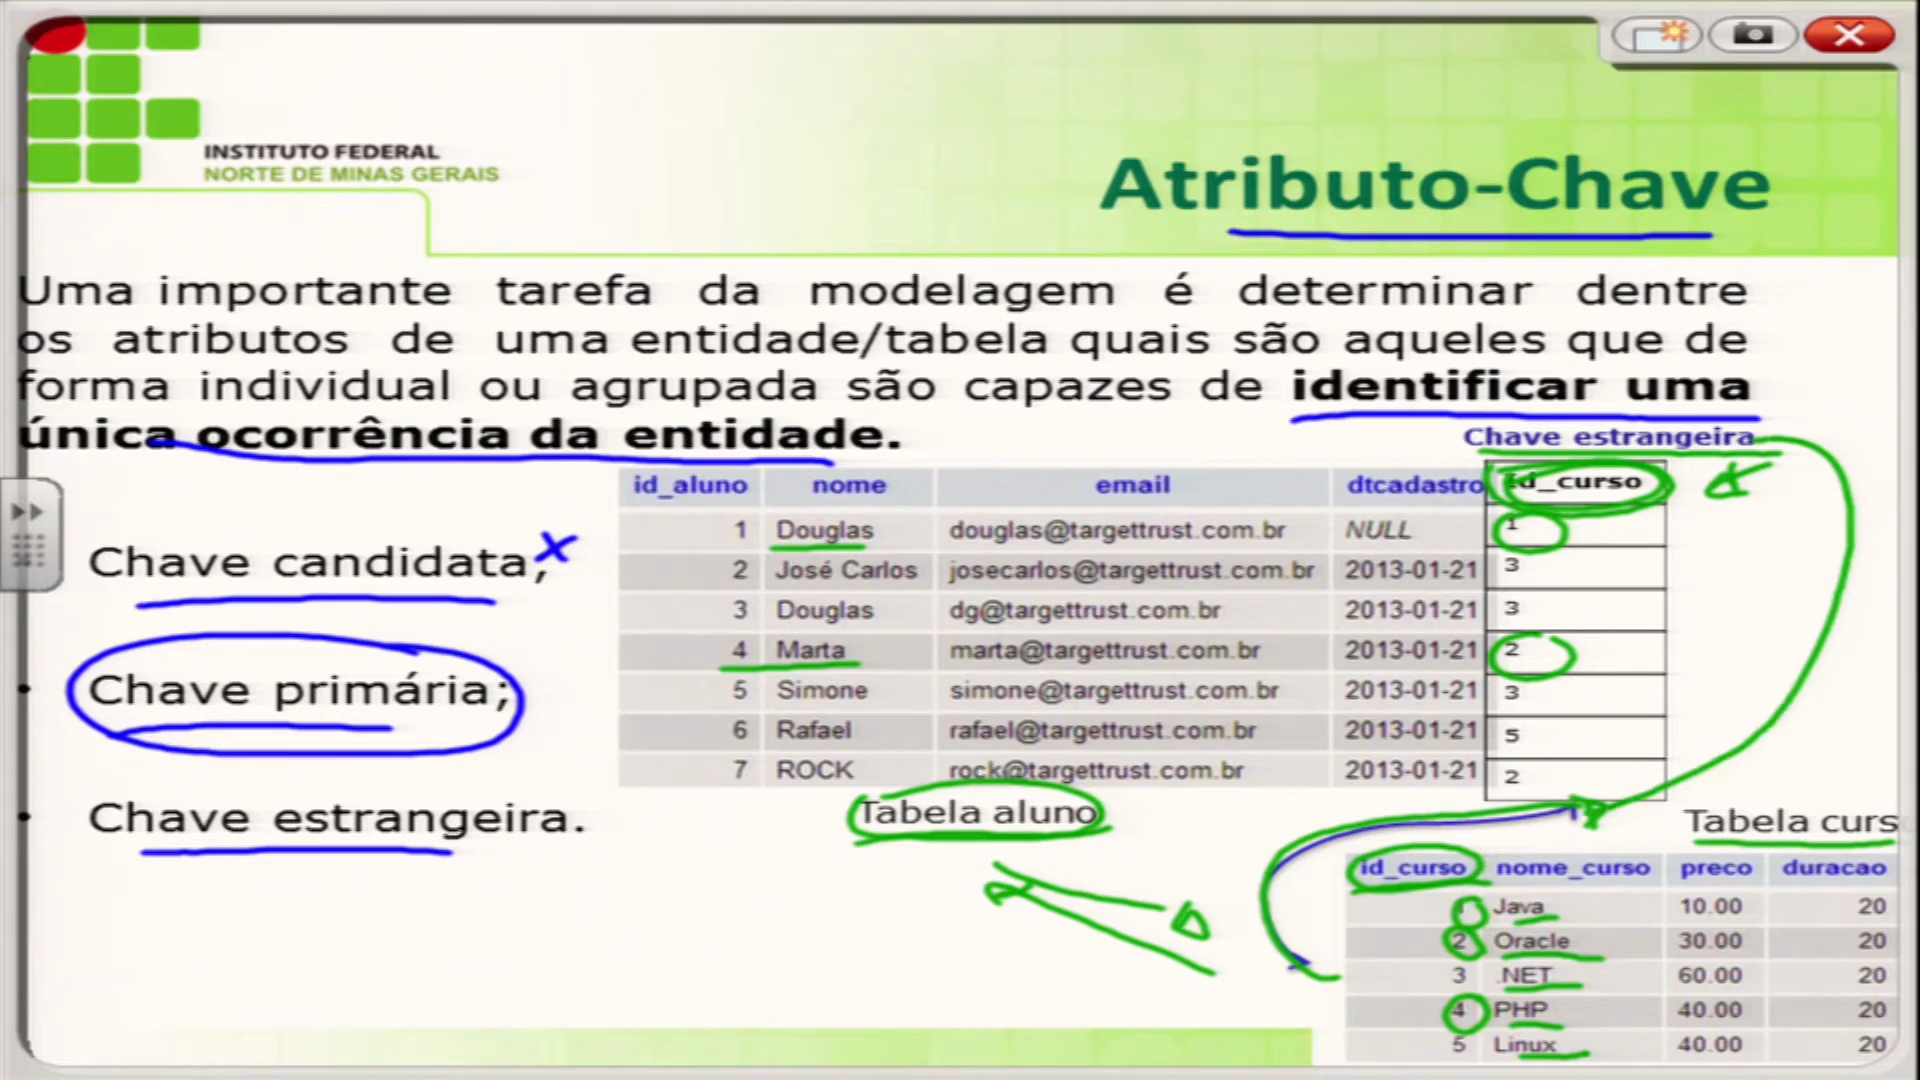 INSTITUTO FEDERAL
NORTE DE MINAS GERAIS
Atributo-Chave
Uma importante tarefa da modelagem é determinar dentre
os atributos de uma entidade/tabela quais são aqueles que de
forma individual ou agrupada são capazes de identificar uma
única ocorrência da entidade.
Chave estrangeira
id_aluno nome email dtcadastro id_curso
1 Douglas douglas@targettrust.com.br NULL 1
2 José Carlos josecarlos@targettrust.com.br 2013-01-21 3
3 Douglas dg@targettrust.com.br 2013-01-21 3
4 Marta marta@targettrust.com.br 2013-01-21 2
5 Simone simone@targettrust.com.br 2013-01-21 3
6 Rafael rafael@targettrust.com.br 2013-01-21 5
7 ROCK rock@targettrust.com.br 2013-01-21 2
Chave candidata; x
• Chave primária;
• Chave estrangeira.
Tabela aluno
Tabela curs
id_curso nome_curso preco duracao
1 Java 10.00 20
2 Oracle 30.00 20
3 .NET 60.00 20
4 PHP 40.00 20
5 Linux 40.00 20